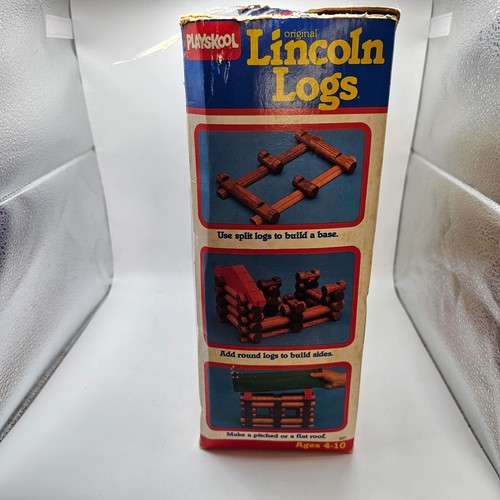 PLAYSKOOL
original
Lincoln
Logs
Use split logs to build a base.
Add round logs to build sides.
Make a pitched or a flat roof.
Ages 4-10